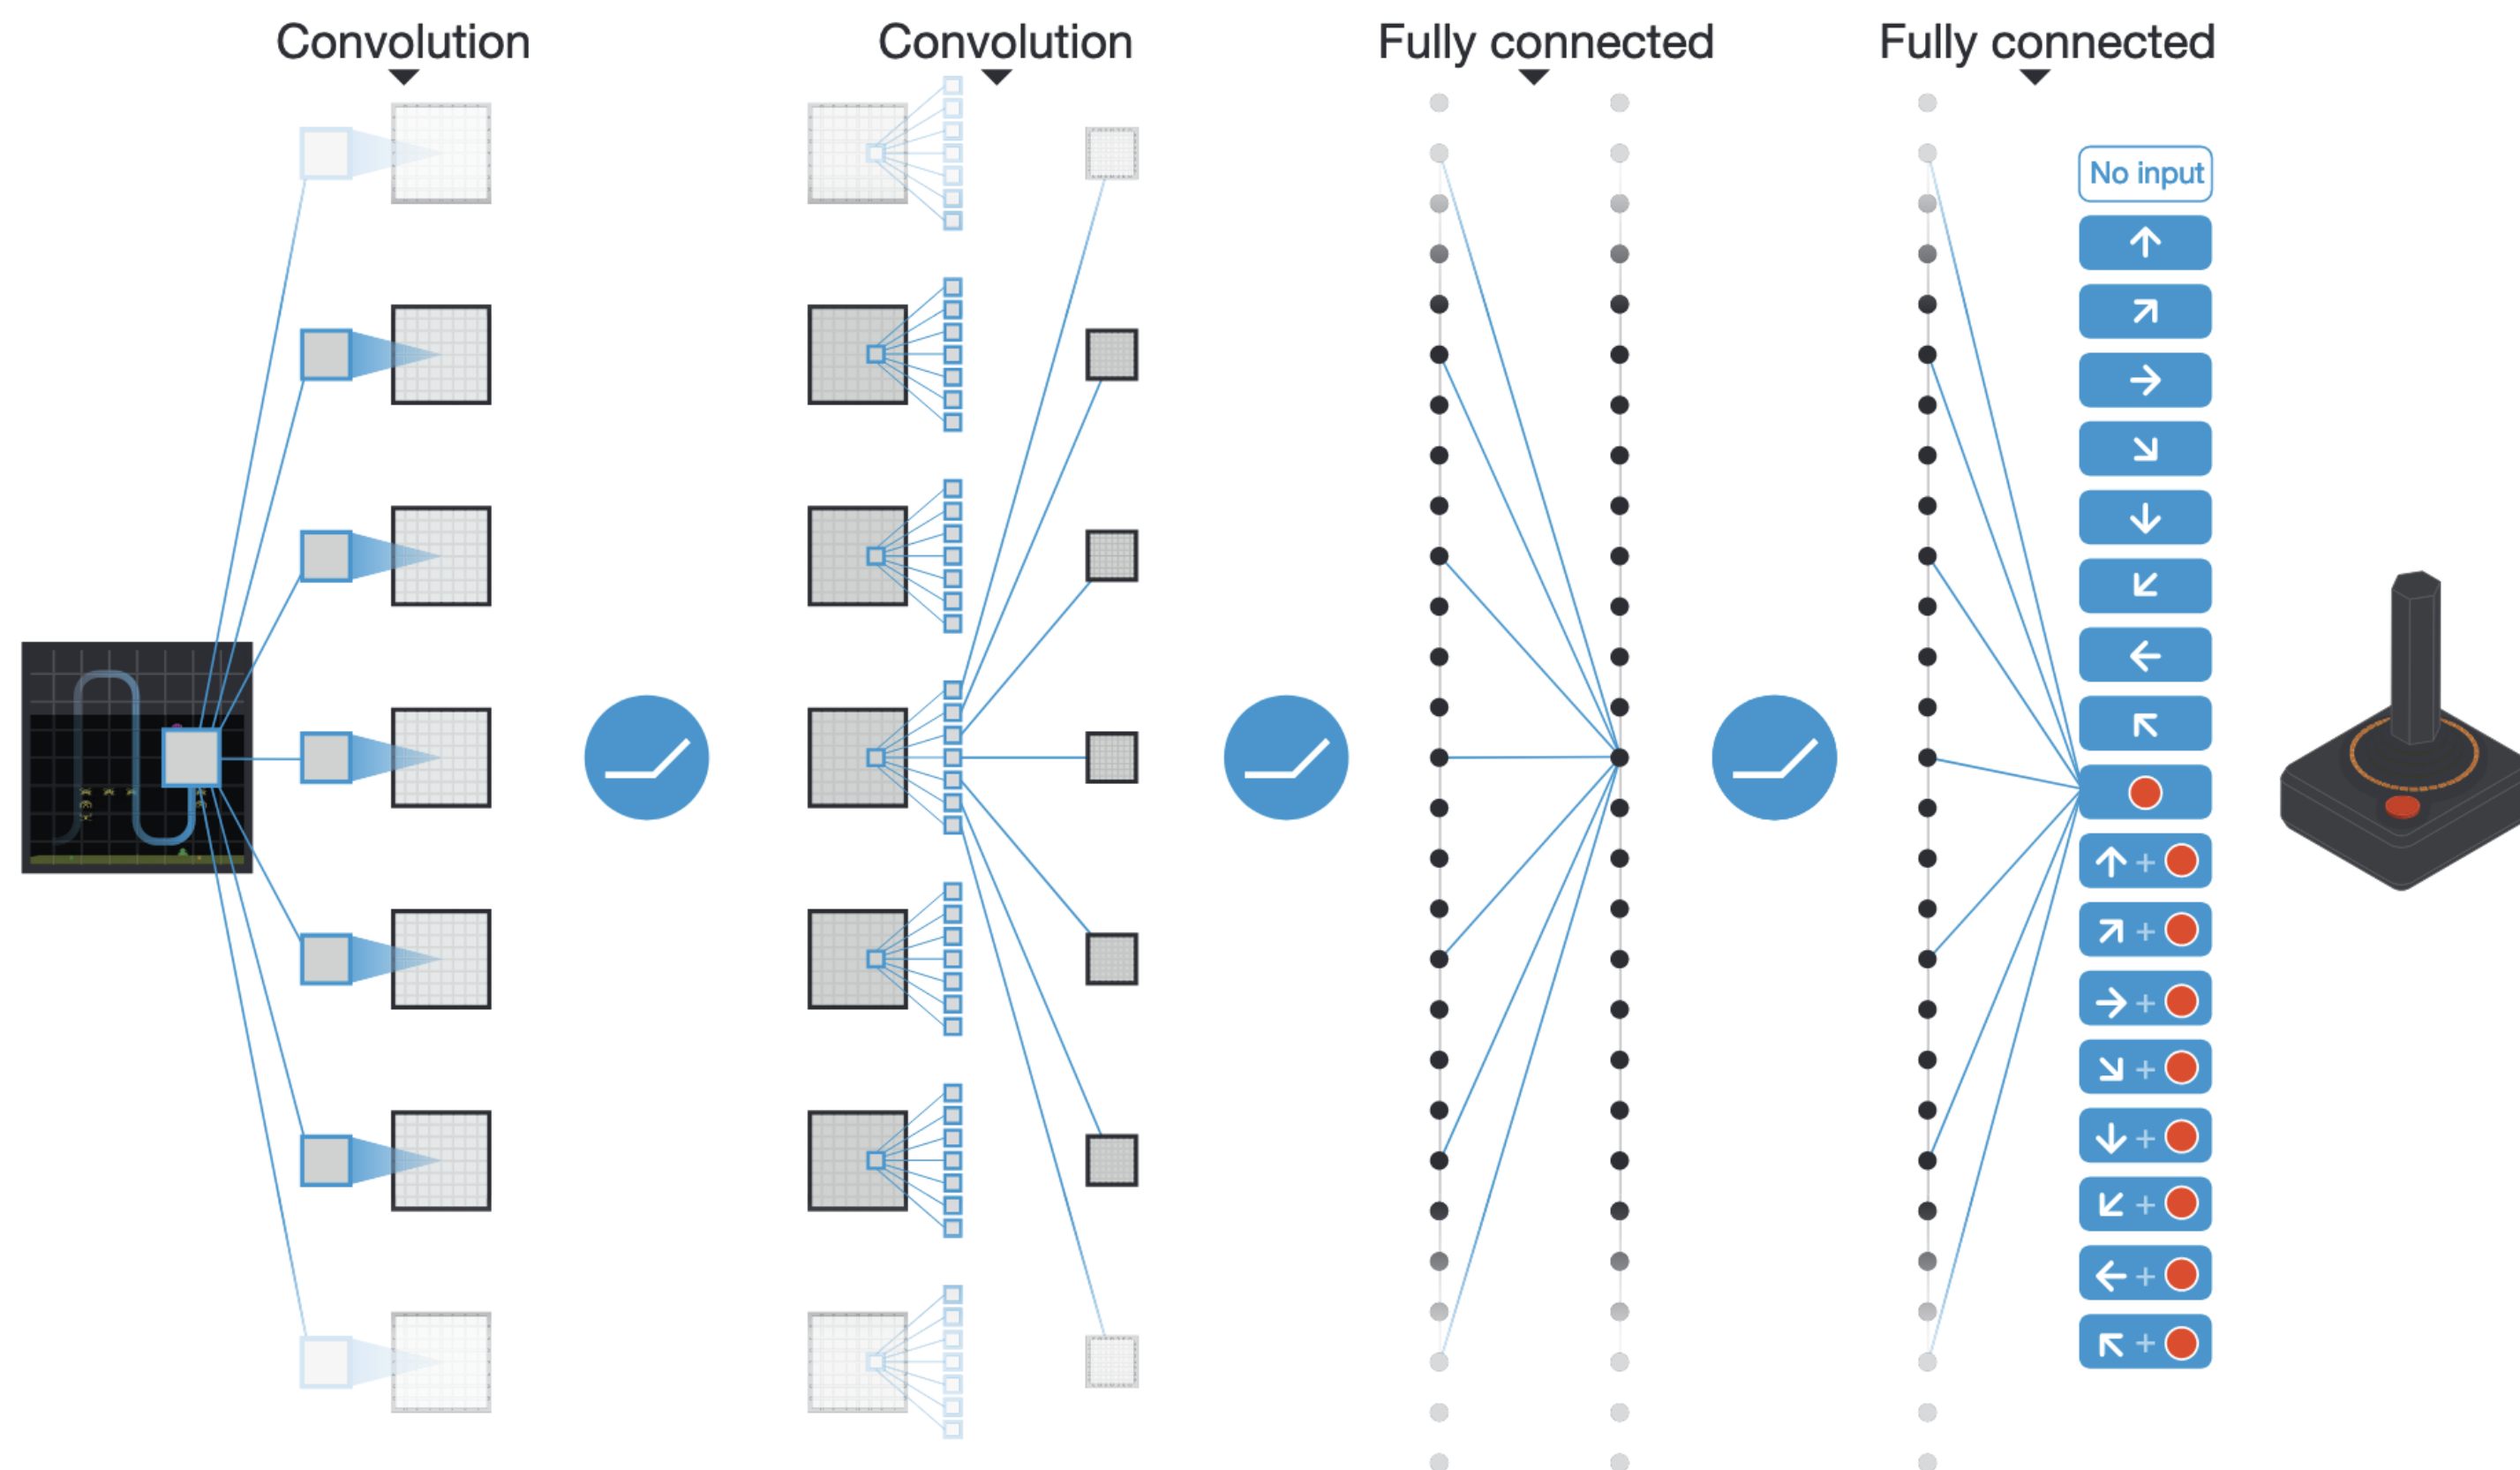 Convolution
Convolution
Fully connected
Fully connected
No input
+
+
+
+
+
+
+
+